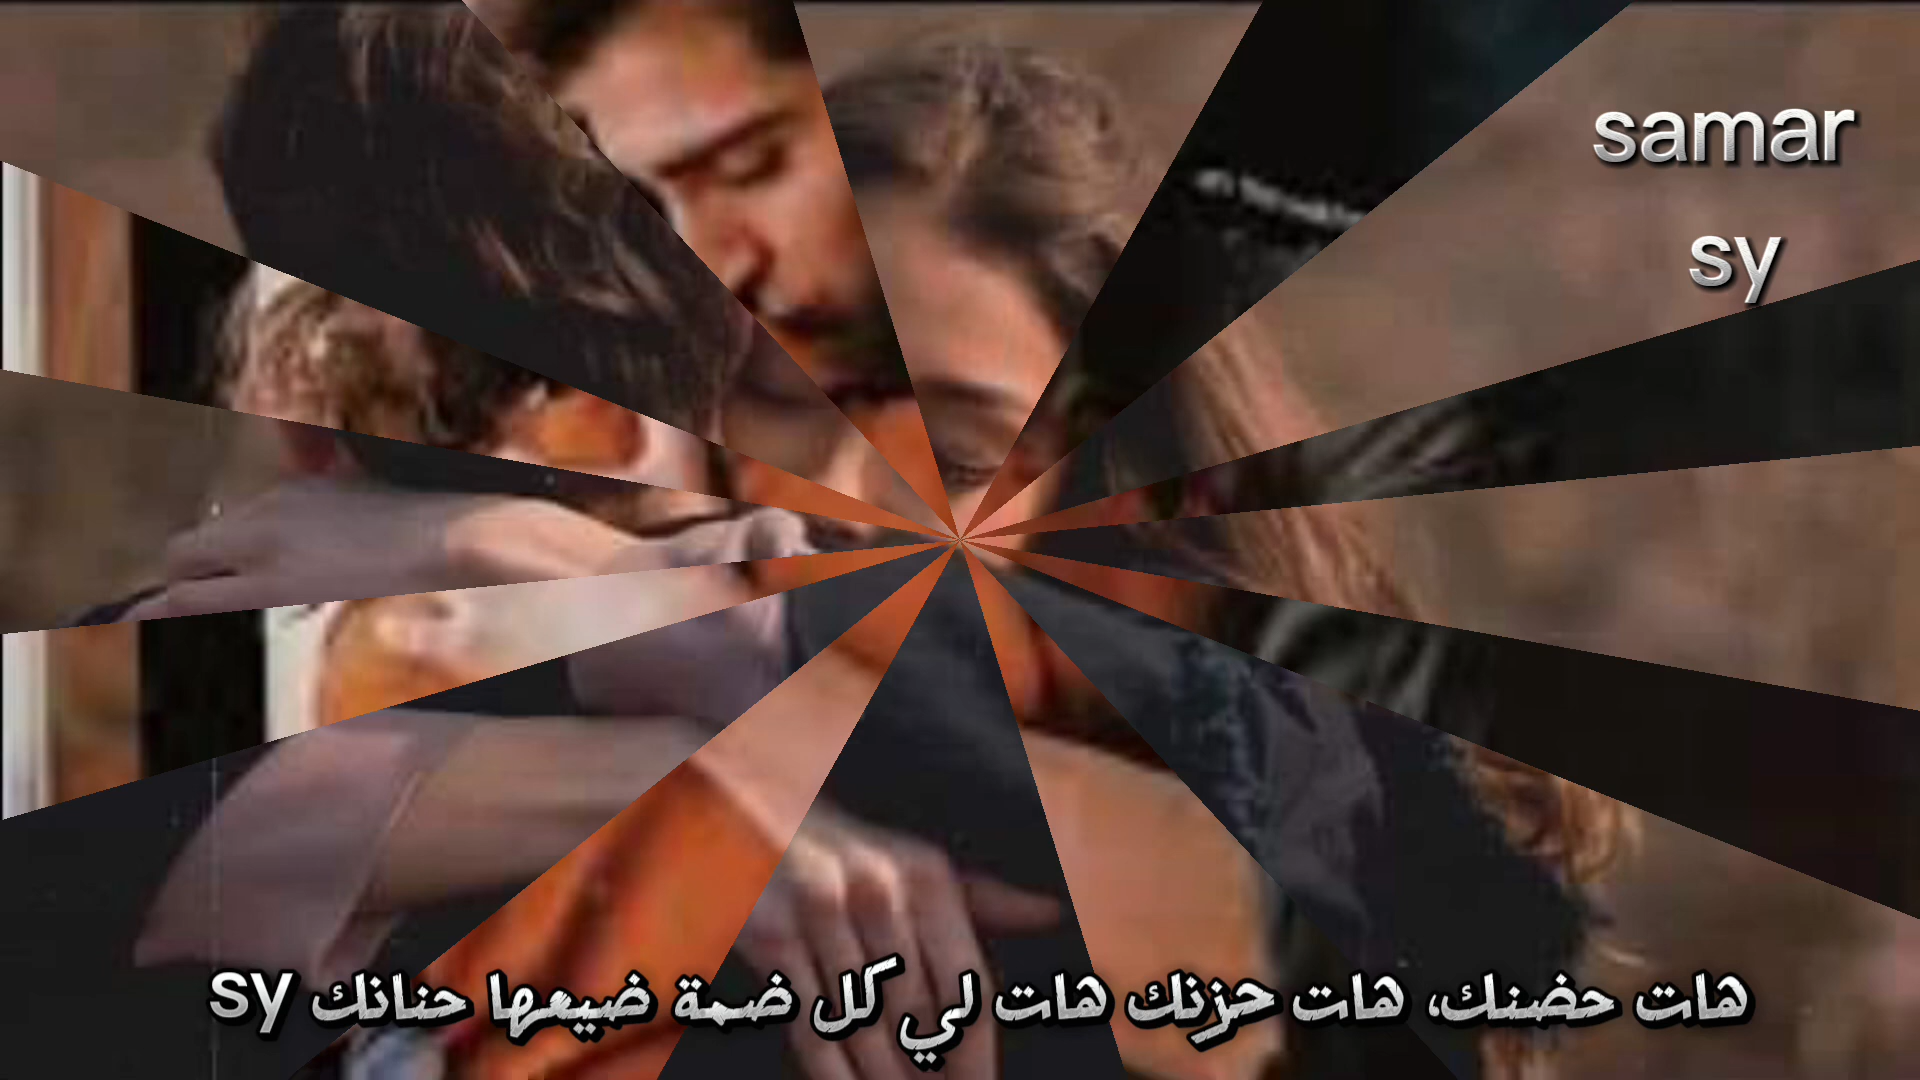 samar
sy
هات حضنك، هات حزنك هات لي كل ضمة ضيعها حنانك sy